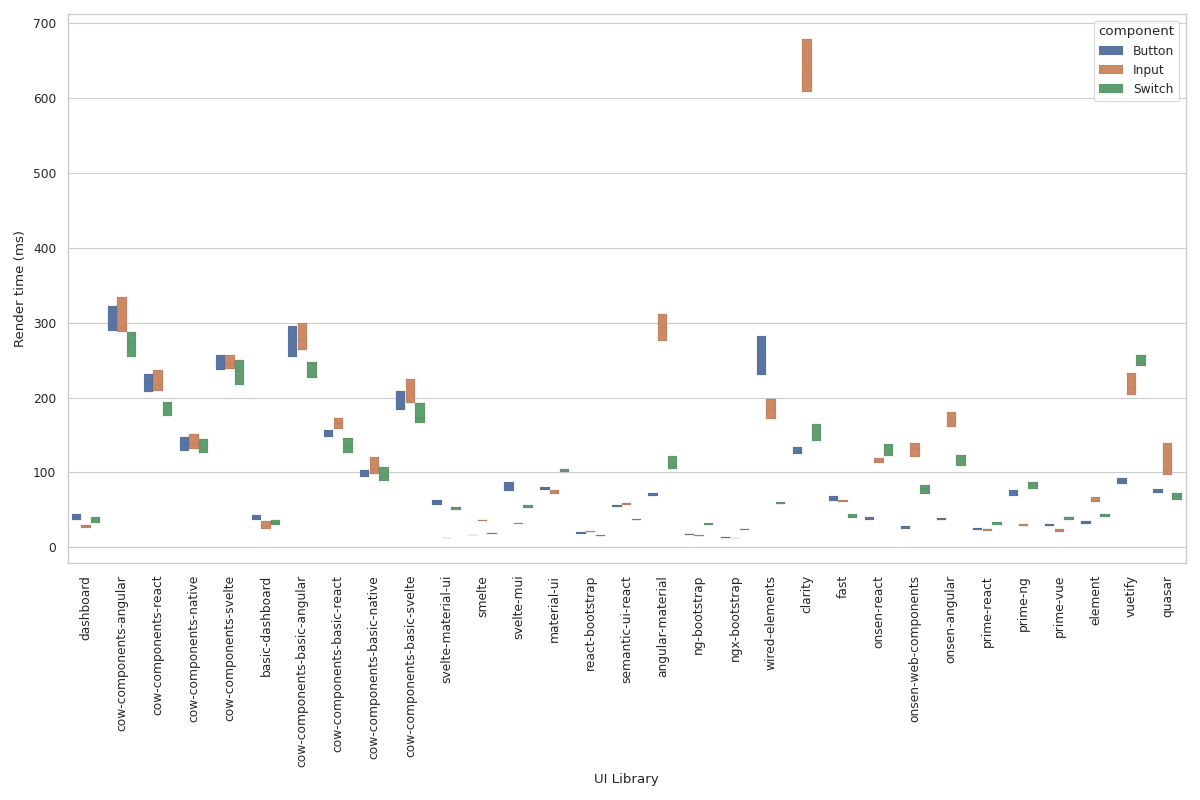 component
Button
Input
Switch
700
600
500
400
300
200
100
0
Render time (ms)
dashboard
cow-components-angular
cow-components-react
cow-components-native
cow-components-svelte
basic-dashboard
cow-components-basic-angular
cow-components-basic-react
cow-components-basic-native
cow-components-basic-svelte
svelte-material-ui
smelte
svelte-mui
material-ui
react-bootstrap
semantic-ui-react
angular-material
ng-bootstrap
ngx-bootstrap
wired-elements
clarity
fast
onsen-react
onsen-web-components
onsen-angular
prime-react
prime-ng
prime-vue
element
vuetify
quasar
UI Library